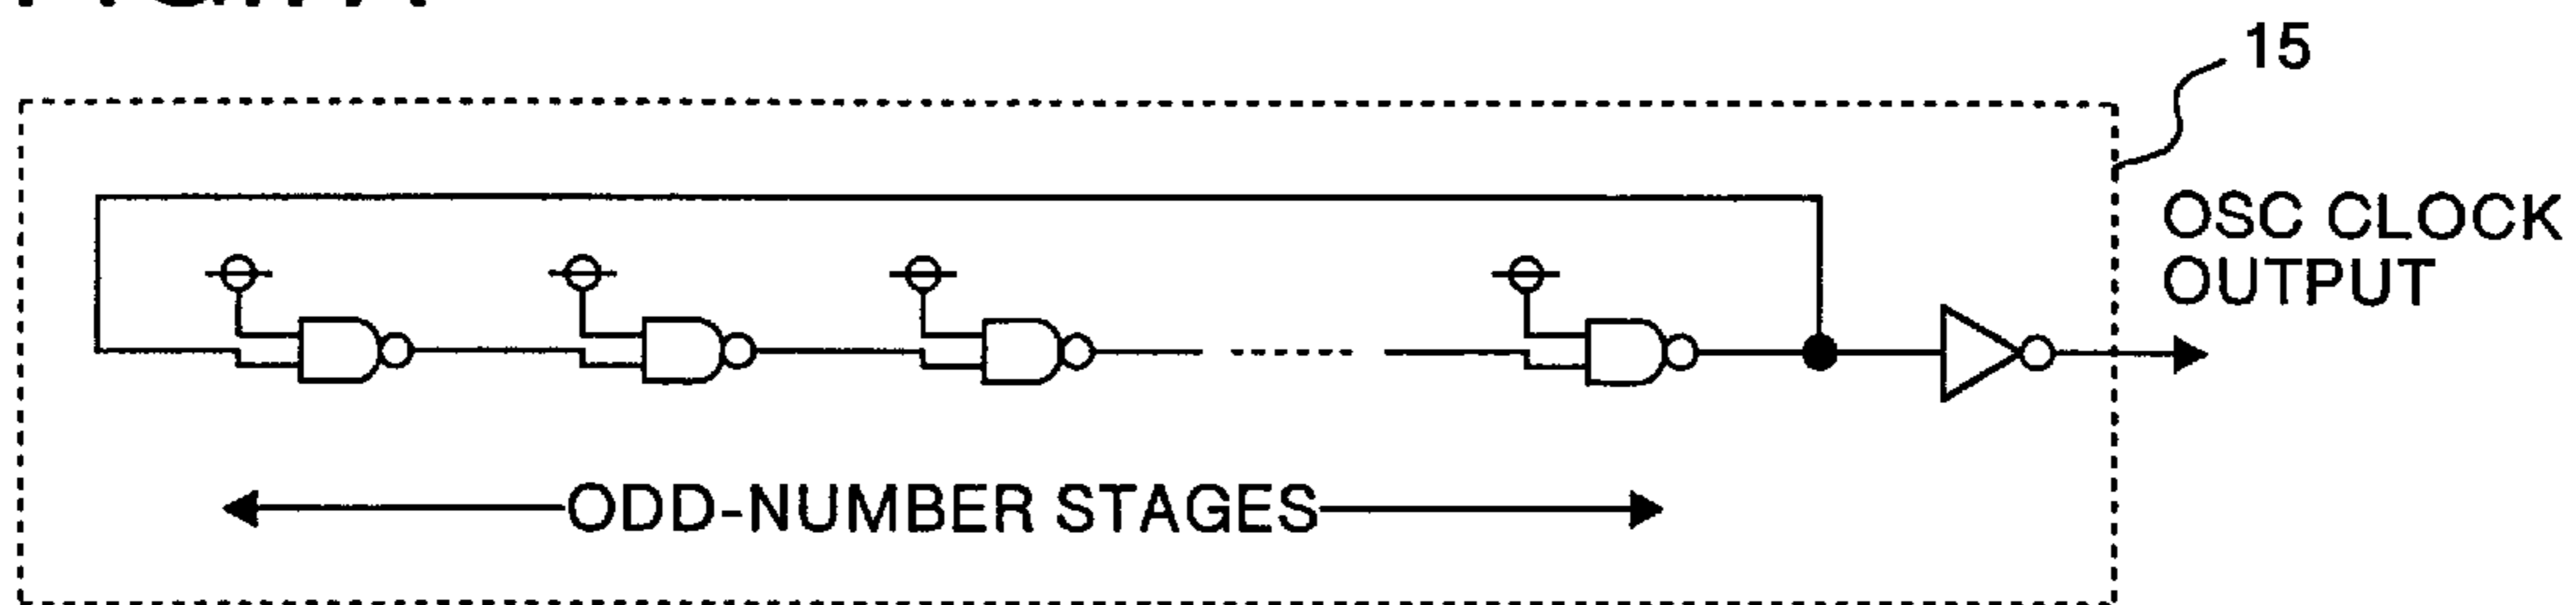 15
OSC CLOCK
OUTPUT
ODD-NUMBER STAGES